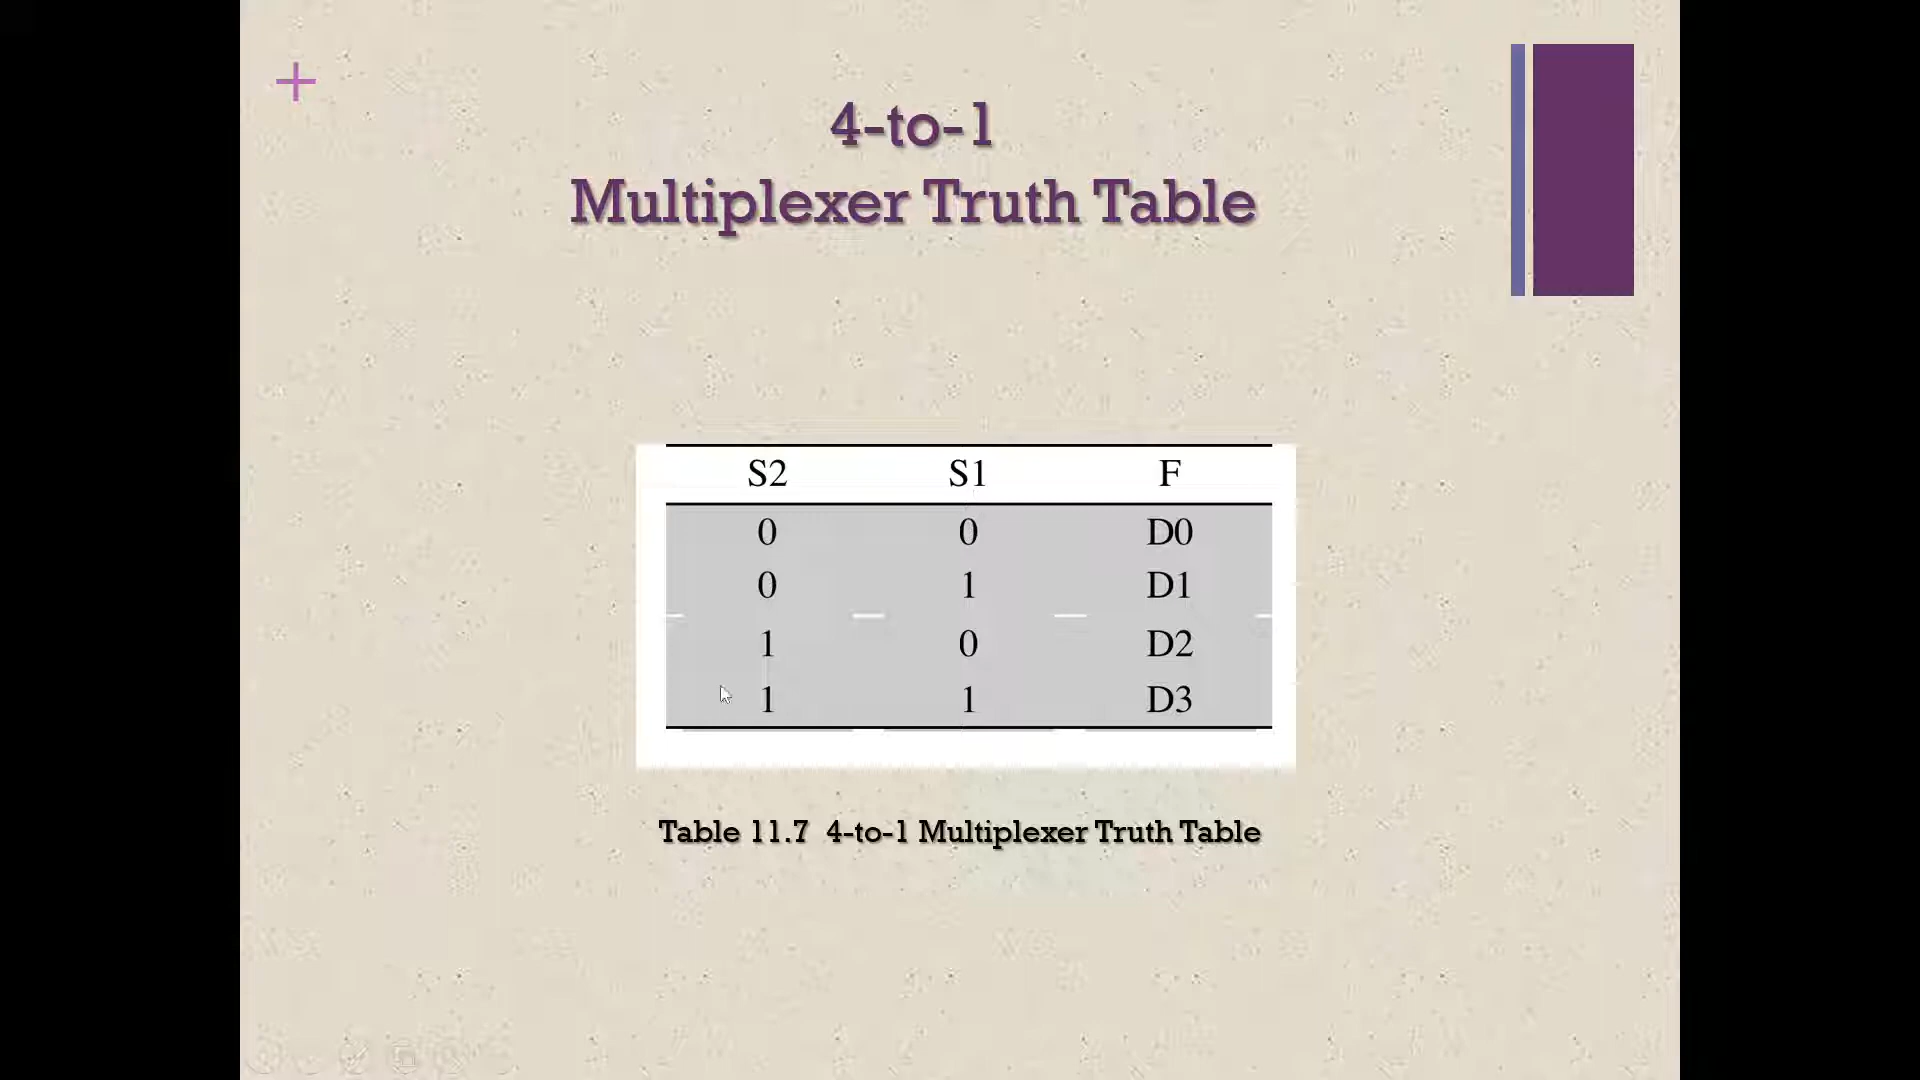 +
4-to-1
Multiplexer Truth Table
S2 S1 F
0 0 D0
0 1 D1
1 0 D2
1 1 D3
Table 11.7 4-to-1 Multiplexer Truth Table